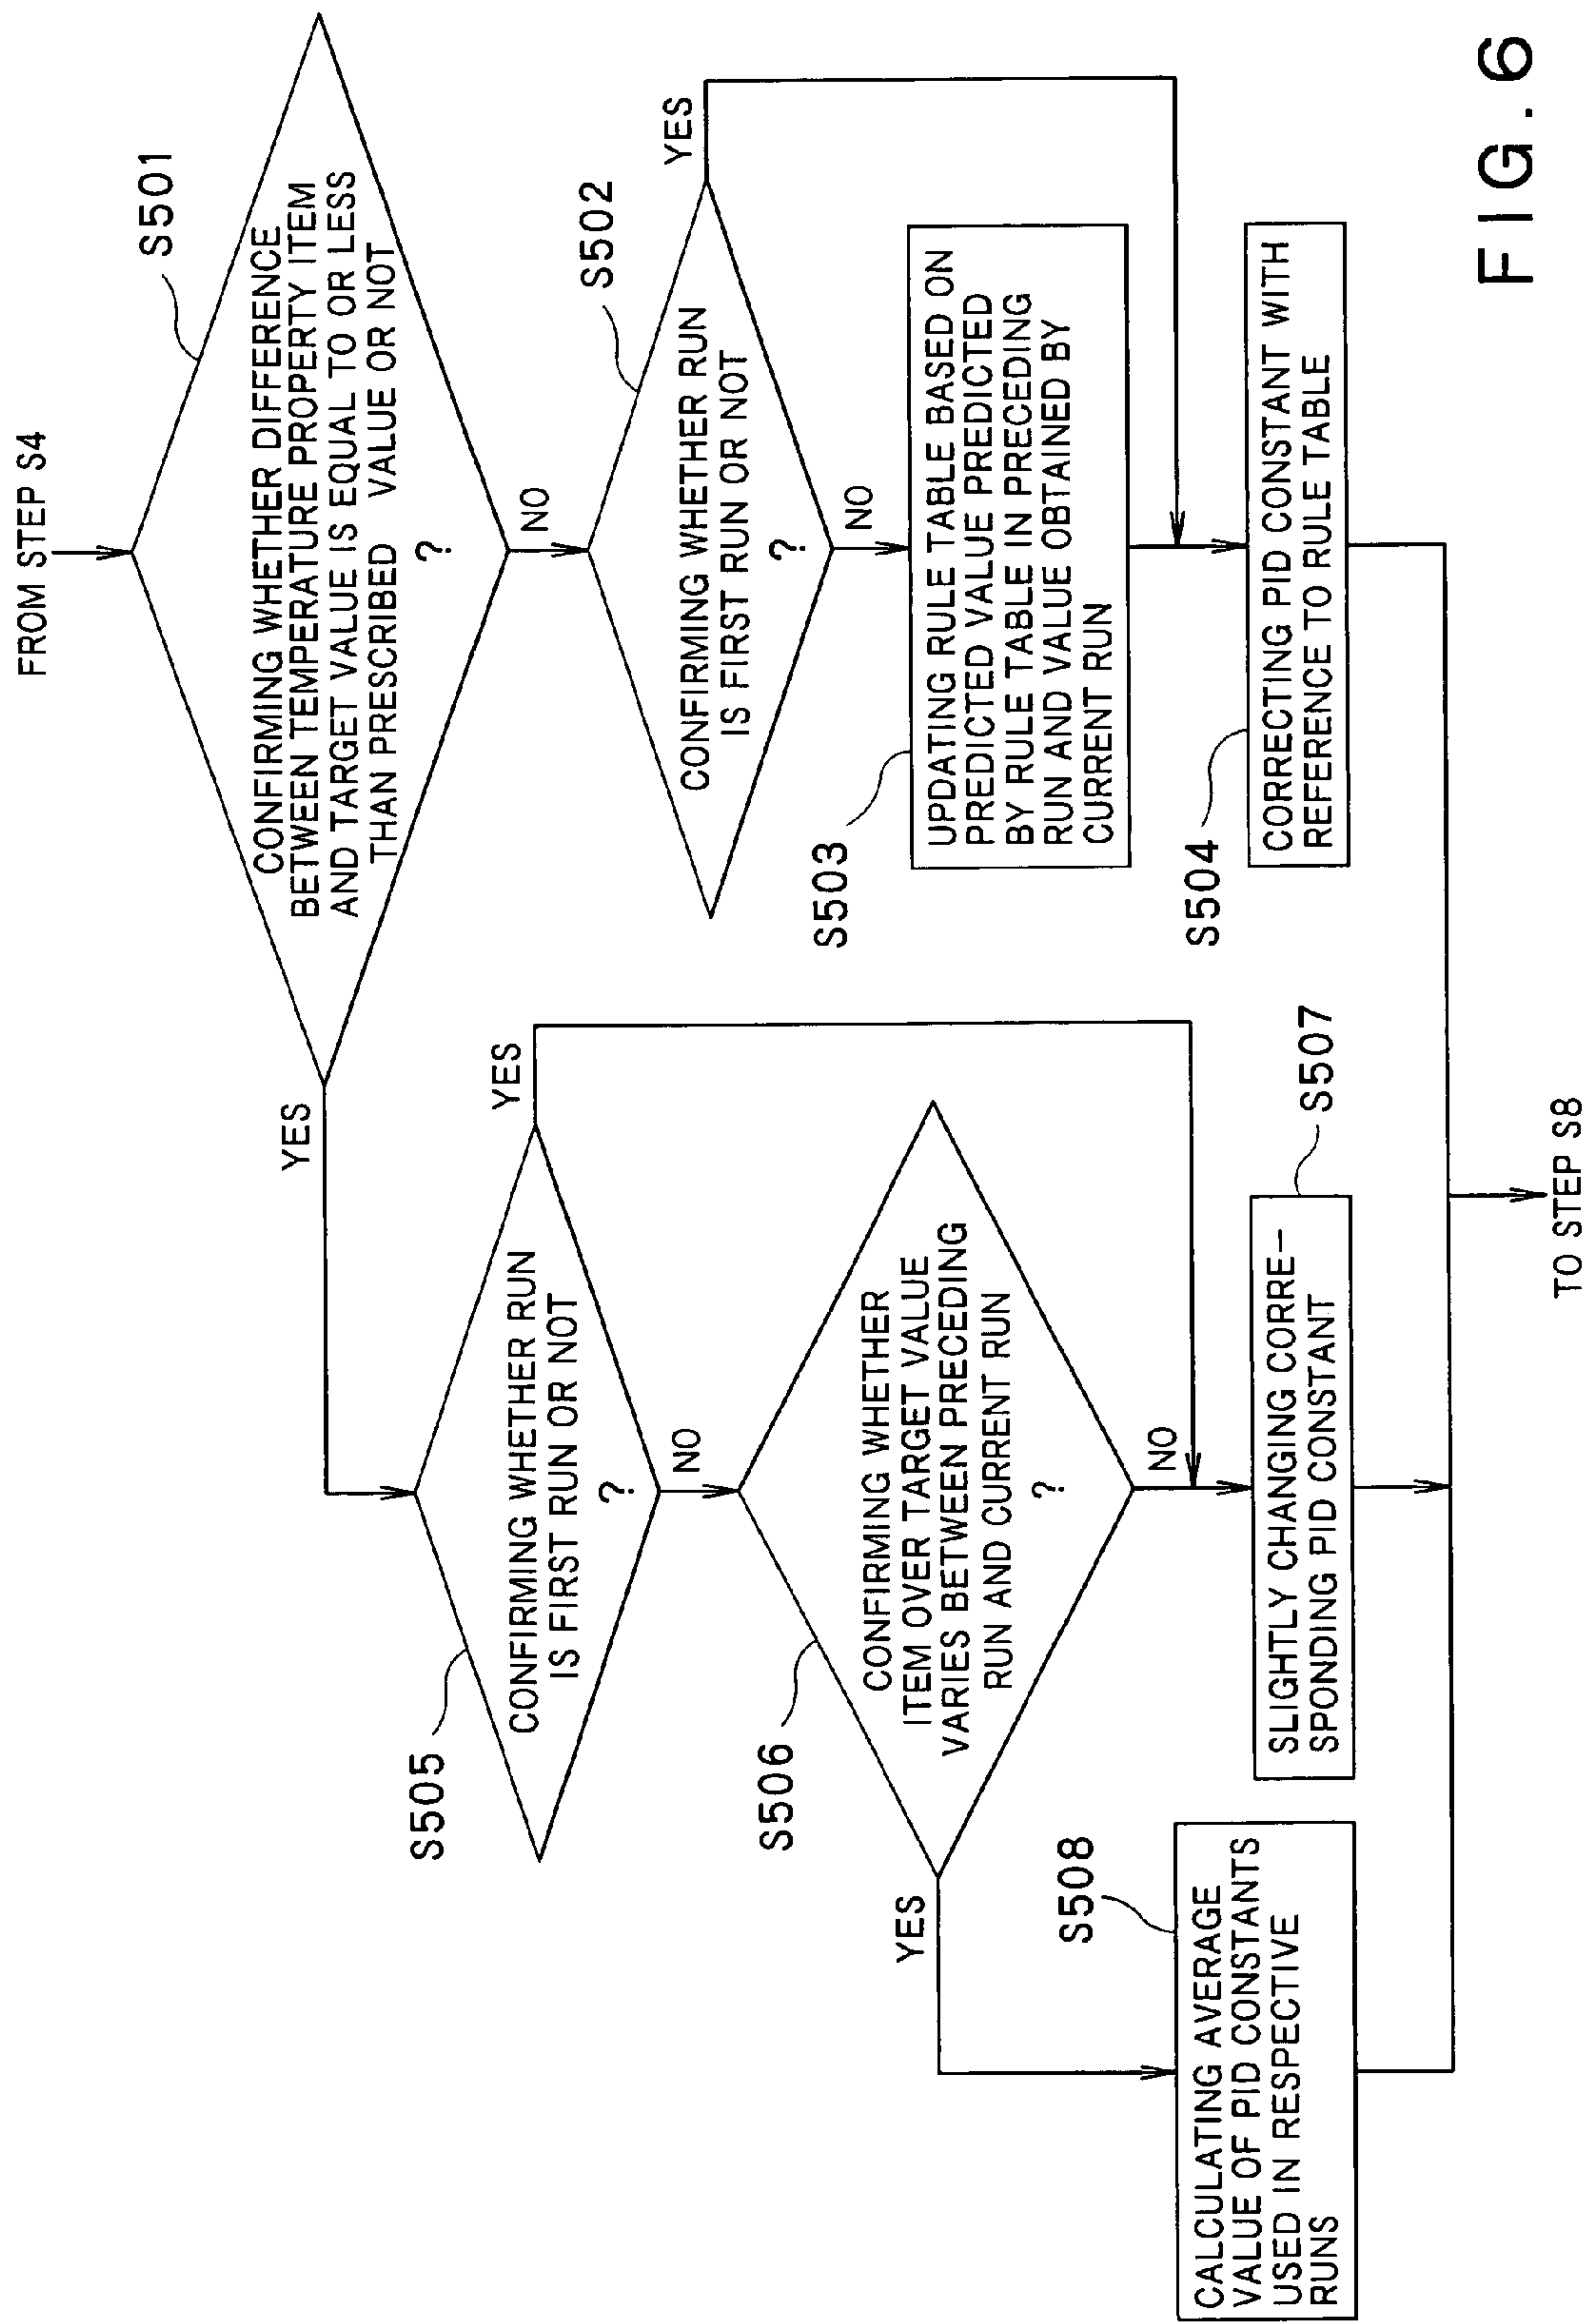 FROM STEP S4
S501
CONFIRMING WHETHER DIFFERENCE
BETWEEN TEMPERATURE PROPERTY ITEM
AND TARGET VALUE IS EQUAL TO OR LESS
THAN PRESCRIBED VALUE OR NOT
?
YES
NO
S502
CONFIRMING WHETHER RUN
IS FIRST RUN OR NOT
?
YES
NO
S503
UPDATING RULE TABLE BASED ON
PREDICTED VALUE PREDICTED
BY RULE TABLE IN PRECEDING
RUN AND VALUE OBTAINED BY
CURRENT RUN
S504
CORRECTING PID CONSTANT WITH
REFERENCE TO RULE TABLE
S505
CONFIRMING WHETHER RUN
IS FIRST RUN OR NOT
?
YES
NO
S506
CONFIRMING WHETHER
ITEM OVER TARGET VALUE
VARIES BETWEEN PRECEDING
RUN AND CURRENT RUN
?
YES
NO
S507
SLIGHTLY CHANGING CORRE-
SPONDING PID CONSTANT
S508
CALCULATING AVERAGE
VALUE OF PID CONSTANTS
USED IN RESPECTIVE
RUNS
TO STEP S8
FIG. 6